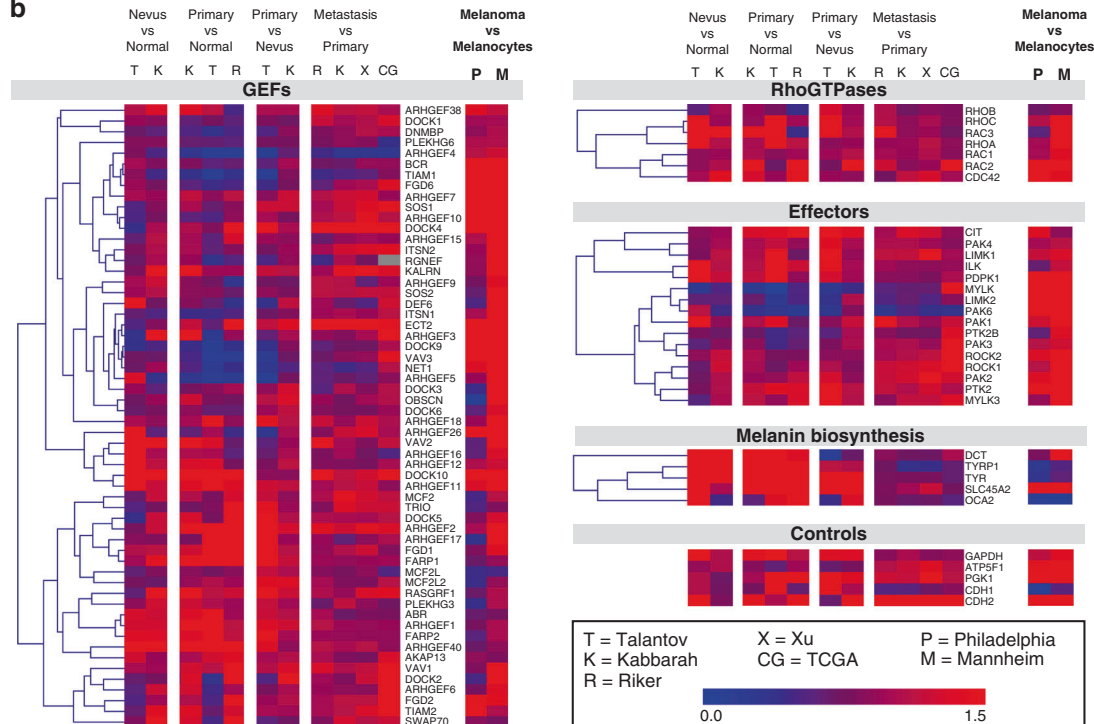 b
Nevus vs Normal
Primary vs Normal
Primary vs Nevus
Metastasis vs Primary
Melanoma vs Melanocytes
T K K T R T K R K X CG P M
GEFs
ARHGEF38
DOCK1
DNMBP
PLEKHG6
ARHGEF4
BCR
TIAM1
FGD6
ARHGEF7
SOS1
ARHGEF10
DOCK4
ARHGEF15
ITSN2
RGNEF
KALRN
ARHGEF9
SOS2
DEF6
ITSN1
ECT2
ARHGEF3
DOCK9
VAV3
NET1
ARHGEF5
DOCK3
OBSCN
DOCK6
ARHGEF18
ARHGEF26
VAV2
ARHGEF16
ARHGEF12
DOCK10
ARHGEF11
MCF2
TRIO
DOCK5
ARHGEF2
ARHGEF17
FGD1
FARP1
MCF2L
MCF2L2
RASGRF1
PLEKHG3
ABR
ARHGEF1
FARP2
ARHGEF40
AKAP13
VAV1
DOCK2
ARHGEF6
FGD2
TIAM2
SWAP70
Nevus vs Normal
Primary vs Normal
Primary vs Nevus
Metastasis vs Primary
Melanoma vs Melanocytes
T K K T R T K R K X CG P M
RhoGTPases
RHOB
RHOC
RAC3
RHOA
RAC1
RAC2
CDC42
Effectors
CIT
PAK4
LIMK1
ILK
PDPK1
MYLK
LIMK2
PAK6
PAK1
PTK2B
PAK3
ROCK2
ROCK1
PAK2
PTK2
MYLK3
Melanin biosynthesis
DCT
TYRP1
TYR
SLC45A2
OCA2
Controls
GAPDH
ATP5F1
PGK1
CDH1
CDH2
T = Talantov
K = Kabbarah
R = Riker
X = Xu
CG = TCGA
P = Philadelphia
M = Mannheim
0.0 1.5